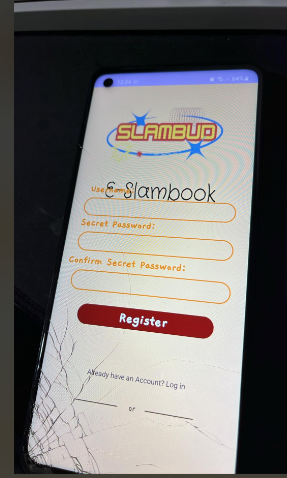 SLAMBUD
E-Slambook
Username:
Secret Password:
Confirm Secret Password:
Register
Already have an Account? Log in
or